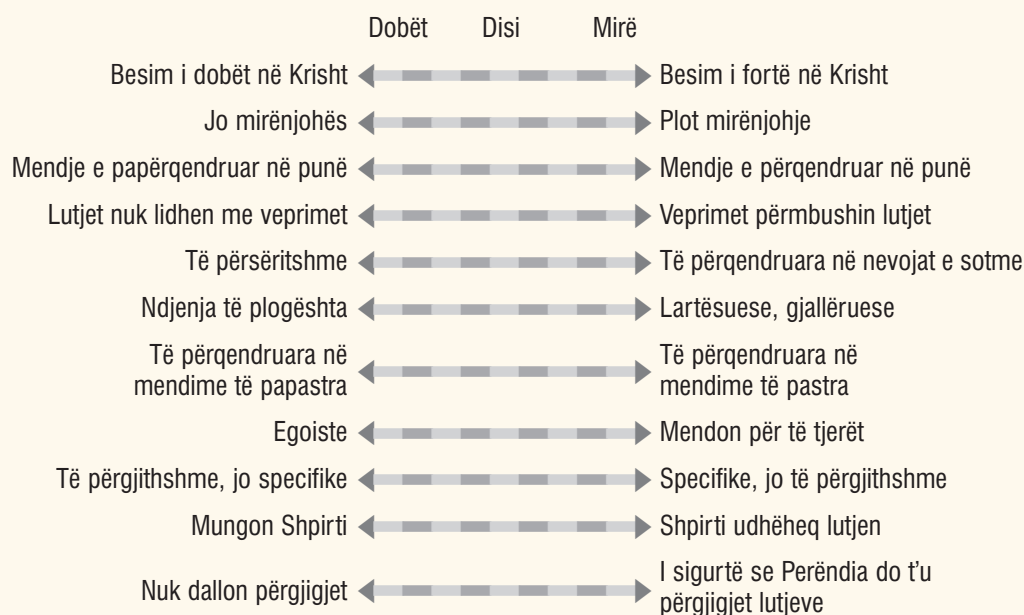 Dobët Disi Mirë
Besim i dobët në Krisht Besim i fortë në Krisht
Jo mirënjohës Plot mirënjohje
Mendje e papërqendruar në punë Mendje e përqendruar në punë
Lutjet nuk lidhen me veprimet Veprimet përmbushin lutjet
Të përsëritshme Të përqendruara në nevojat e sotme
Ndjenja të plogështa Lartësuese, gjallëruese
Të përqendruara në
mendime të papastra
Të përqendruara në
mendime të pastra
Egoiste Mendon për të tjerët
Të përgjithshme, jo specifike Specifike, jo të përgjithshme
Mungon Shpirti Shpirti udhëheq lutjen
Nuk dallon përgjigjet
I sigurtë se Perëndia do t'u
përgjigjet lutjeve